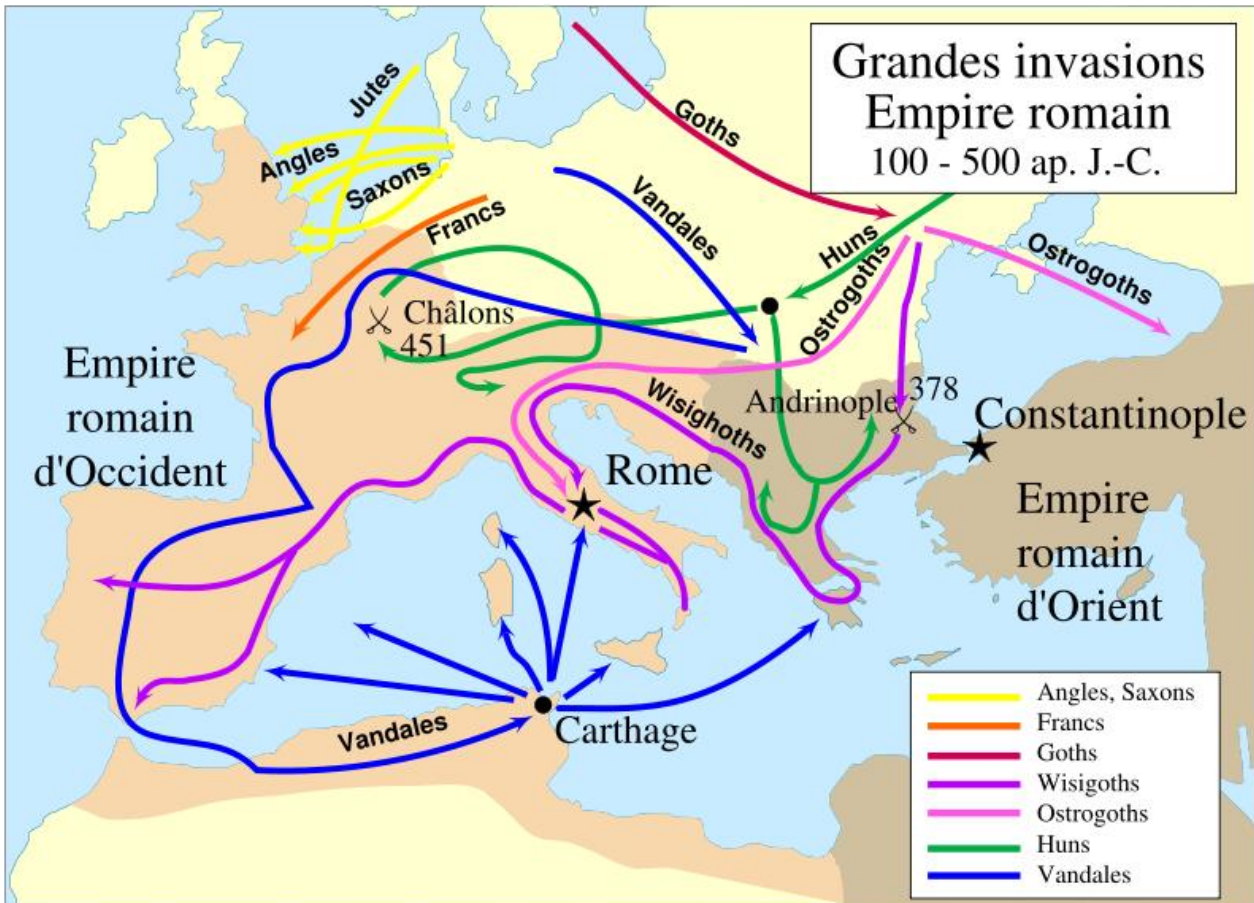 Grandes invasions
Empire romain
100 - 500 ap. J.-C.
Jutes
Angles
Saxons
Francs
Goths
Vandales
Huns
Ostrogoths
Ostrogoths
Châlons
451
Empire
romain
d'Occident
Wisighoths
Andrinople
378
Constantinople
Rome
Empire
romain
d'Orient
Vandales
Carthage
Angles, Saxons
Francs
Goths
Wisigoths
Ostrogoths
Huns
Vandales